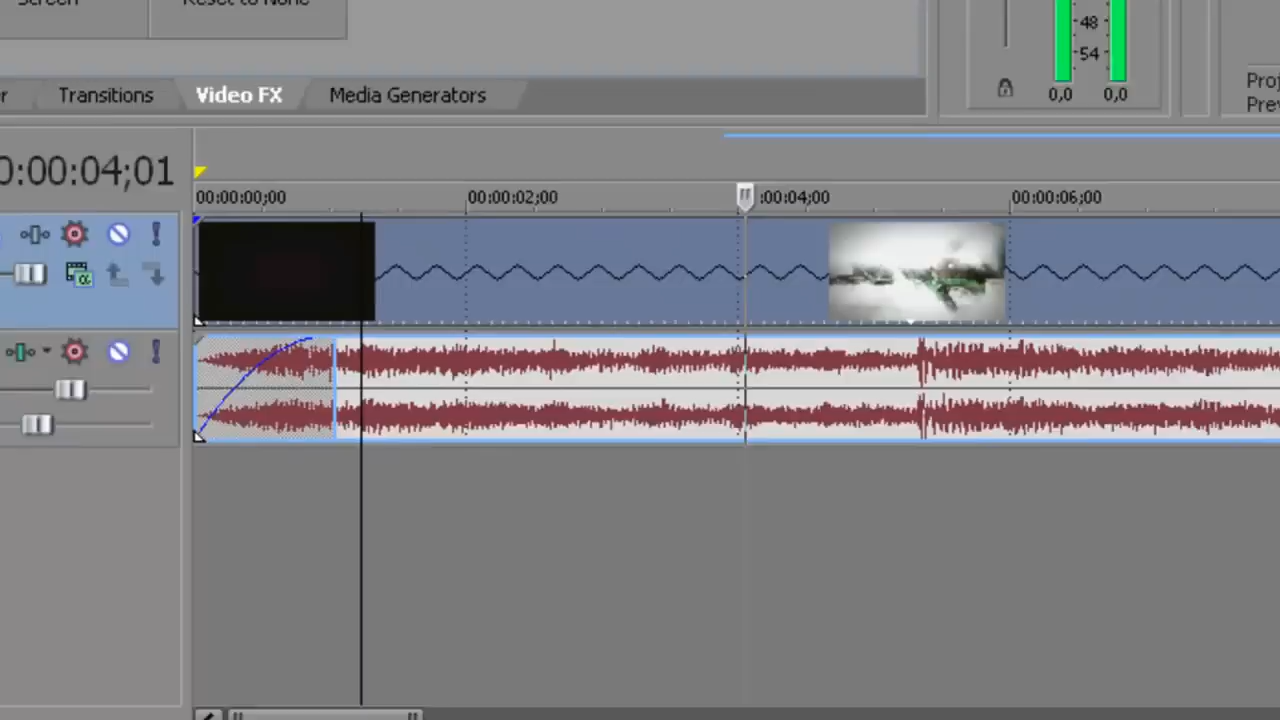 Screen
Reset to None
48
54
0,0
0,0
Transitions
Video FX
Media Generators
Proj
Prev
0:00:04;01
00:00:00;00
00:00:02;00
:00:04;00
00:00:06;00